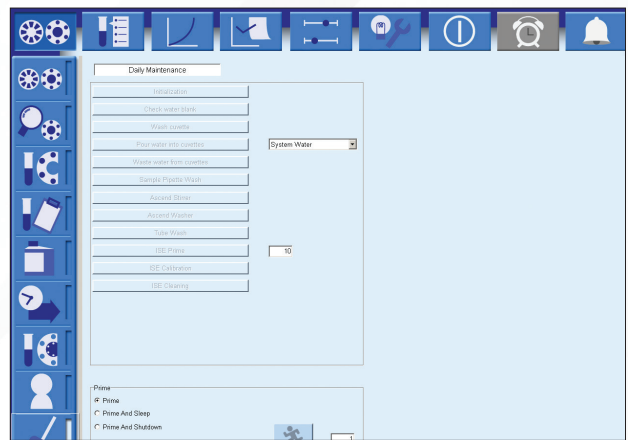 Daily Maintenance
Initialization
Check water blank
Wash cuvette
Pour water into cuvettes
System Water
Waste water from cuvettes
Sample Pipette Wash
Ascend Stirrer
Ascend Washer
Tube Wash
ISE Prime
10
ISE Calibration
ISE Cleaning
Prime
Prime
Prime And Sleep
Prime And Shutdown